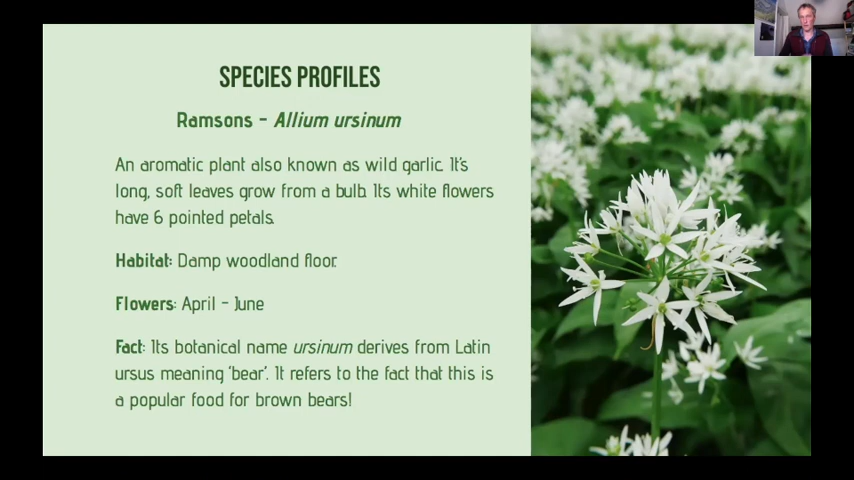 SPECIES PROFILES
Ramsons - Allium ursinum
An aromatic plant also known as wild garlic. It's
long, soft leaves grow from a bulb. Its white flowers
have 6 pointed petals.
Habitat: Damp woodland floor.
Flowers: April - June
Fact: Its botanical name ursinum derives from Latin
ursus meaning 'bear'. It refers to the fact that this is
a popular food for brown bears!